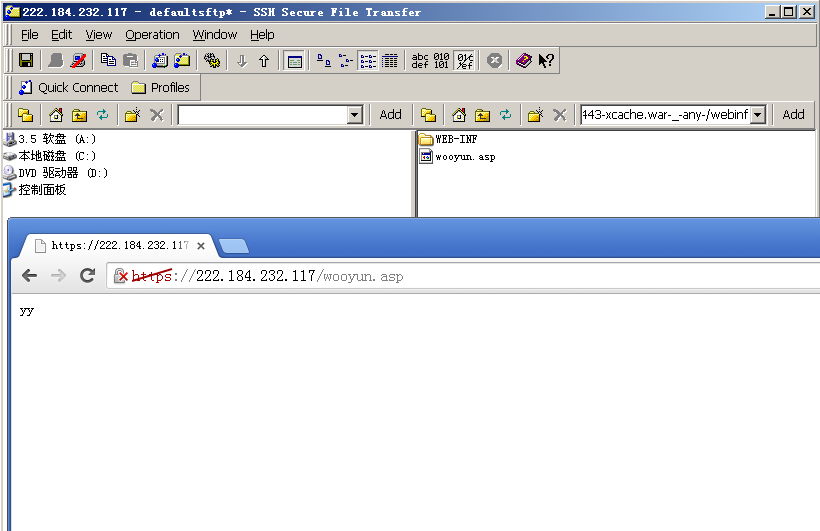 222.184.232.117 - defaultsftp* - SSH Secure File Transfer
File Edit View Operation Window Help
abc def 010 101
Quick Connect Profiles
Add 443-xcache.war-_-any-/webinf Add
3.5 软盘 (A:)
本地磁盘 (C:)
DVD 驱动器 (D:)
控制面板
WEB-INF
wooyun.asp
https://222.184.232.117
https://222.184.232.117/wooyun.asp
yy